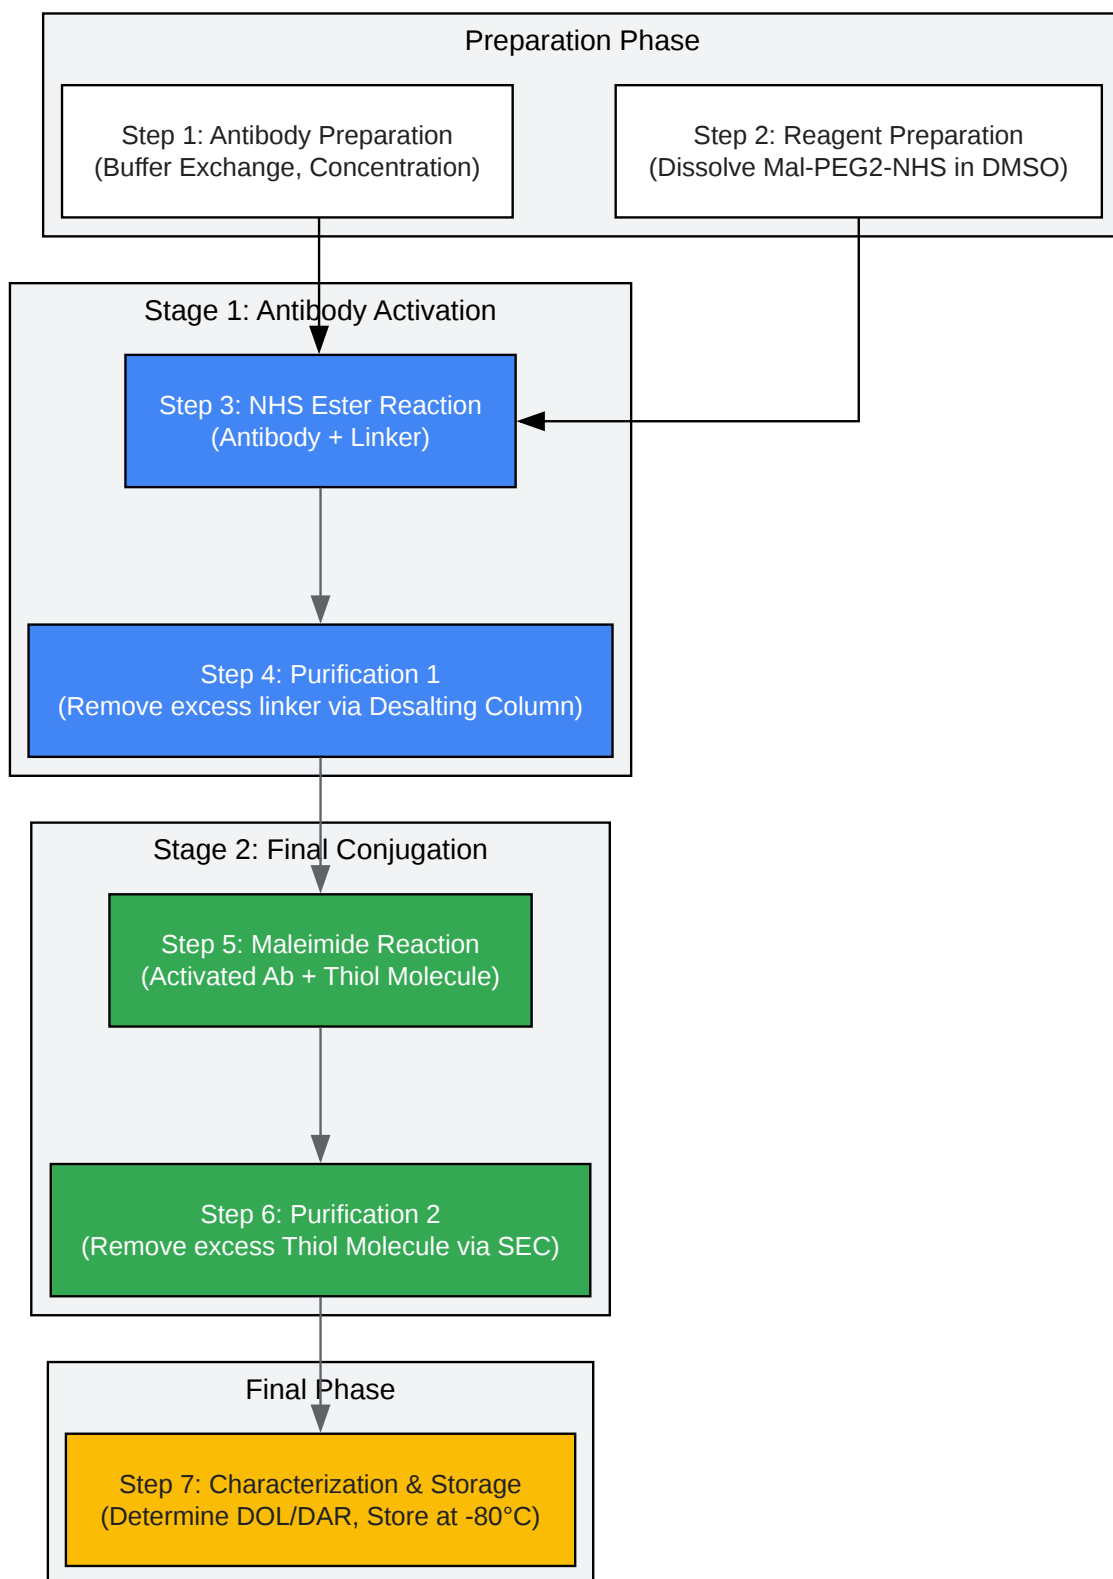 Preparation Phase
Step 1: Antibody Preparation
(Buffer Exchange, Concentration)
Step 2: Reagent Preparation
(Dissolve Mal-PEG2-NHS in DMSO)
Stage 1: Antibody Activation
Step 3: NHS Ester Reaction
(Antibody + Linker)
Step 4: Purification 1
(Remove excess linker via Desalting Column)
Stage 2: Final Conjugation
Step 5: Maleimide Reaction
(Activated Ab + Thiol Molecule)
Step 6: Purification 2
(Remove excess Thiol Molecule via SEC)
Final Phase
Step 7: Characterization & Storage
(Determine DOL/DAR, Store at -80°C)